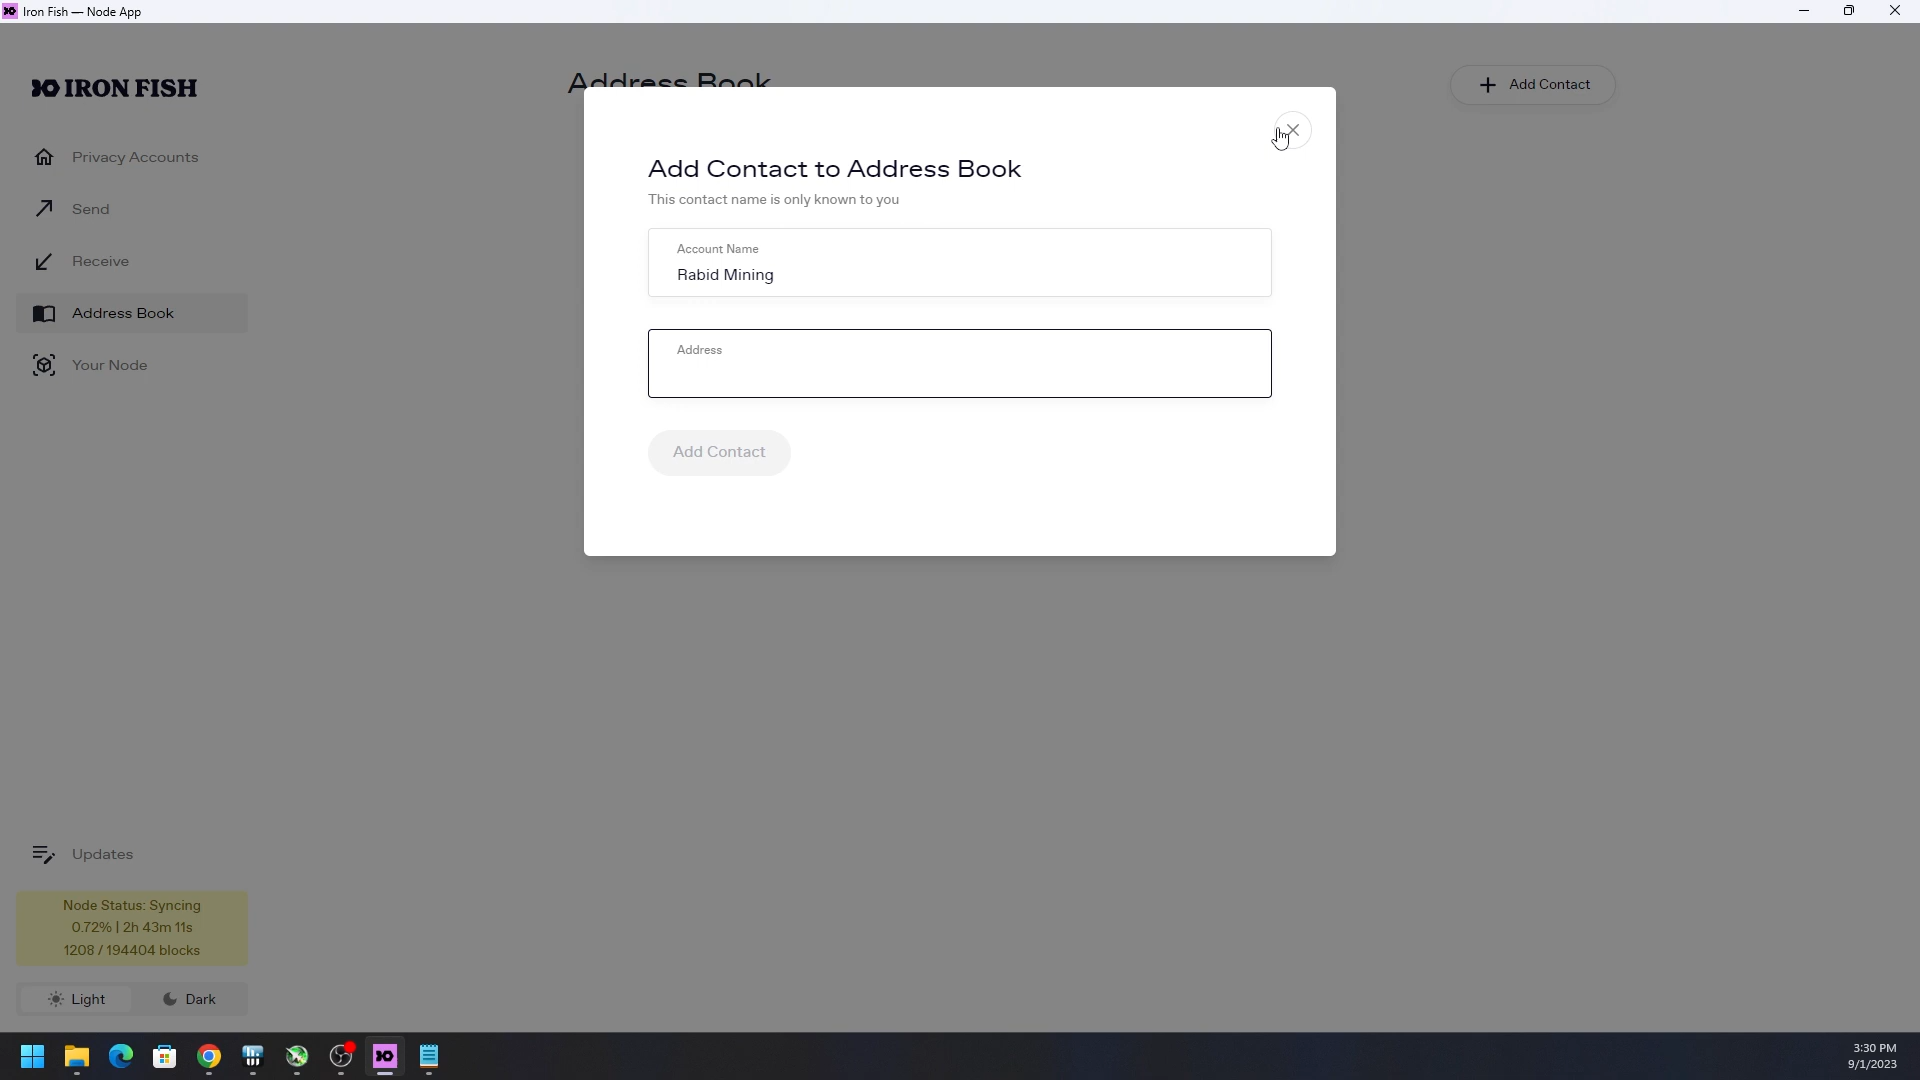 Iron Fish — Node App
IRON FISH
Address Book
Add Contact
Privacy Accounts
Send
Receive
Address Book
Your Node
Add Contact to Address Book
This contact name is only known to you
Account Name
Rabid Mining
Address
Add Contact
Updates
Node Status: Syncing
0.72% | 2h 43m 11s
1208 / 194404 blocks
Light
Dark
3:30 PM
9/1/2023